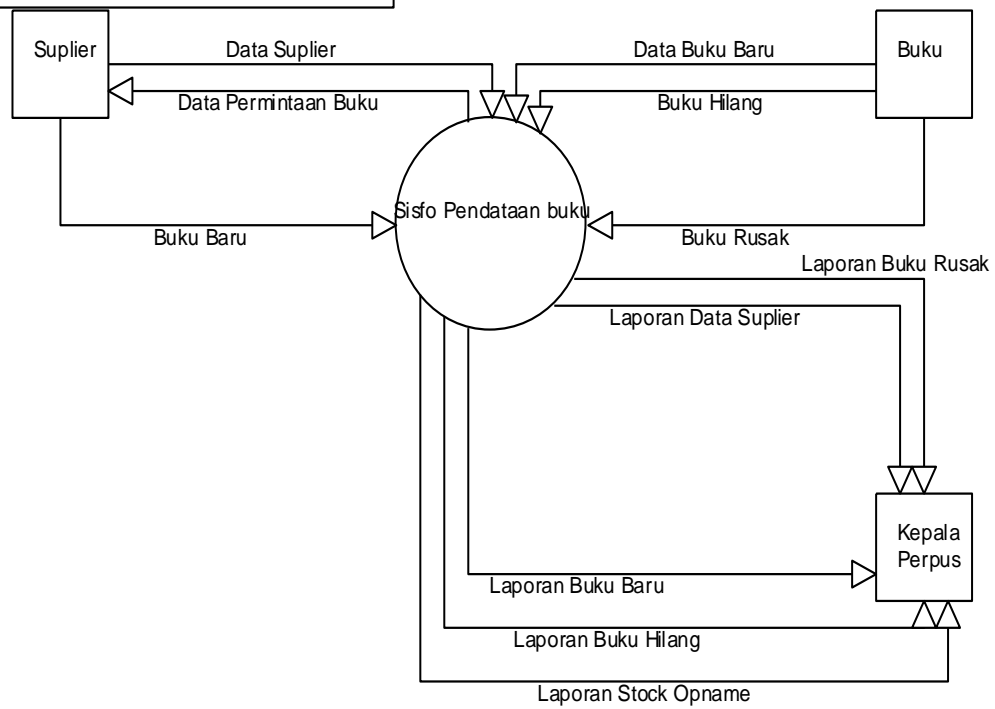 Suplier
Data Suplier
Data Buku Baru
Buku
Data Permintaan Buku
Buku Hilang
Sisfo Pendataan buku
Buku Baru
Buku Rusak
Laporan Buku Rusak
Laporan Data Suplier
Kepala
Perpus
Laporan Buku Baru
Laporan Buku Hilang
Laporan Stock Opname